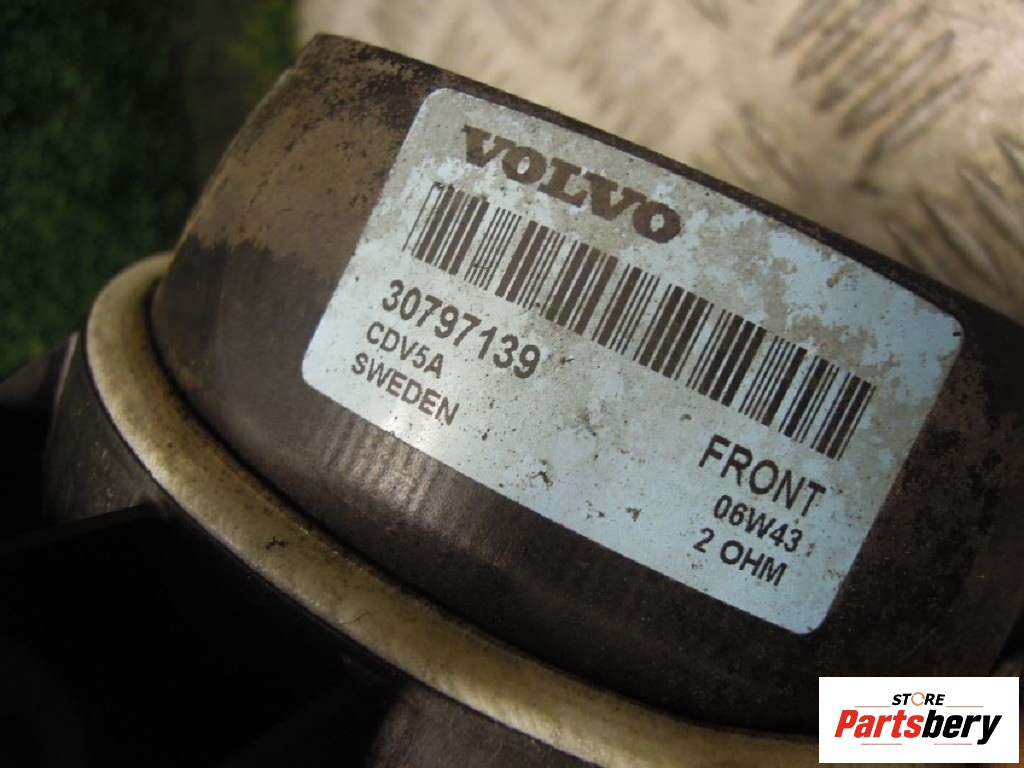 VOLVO
30797139
CDV5A
SWEDEN
FRONT
06W43
2 OHM
STORE
Partsbery